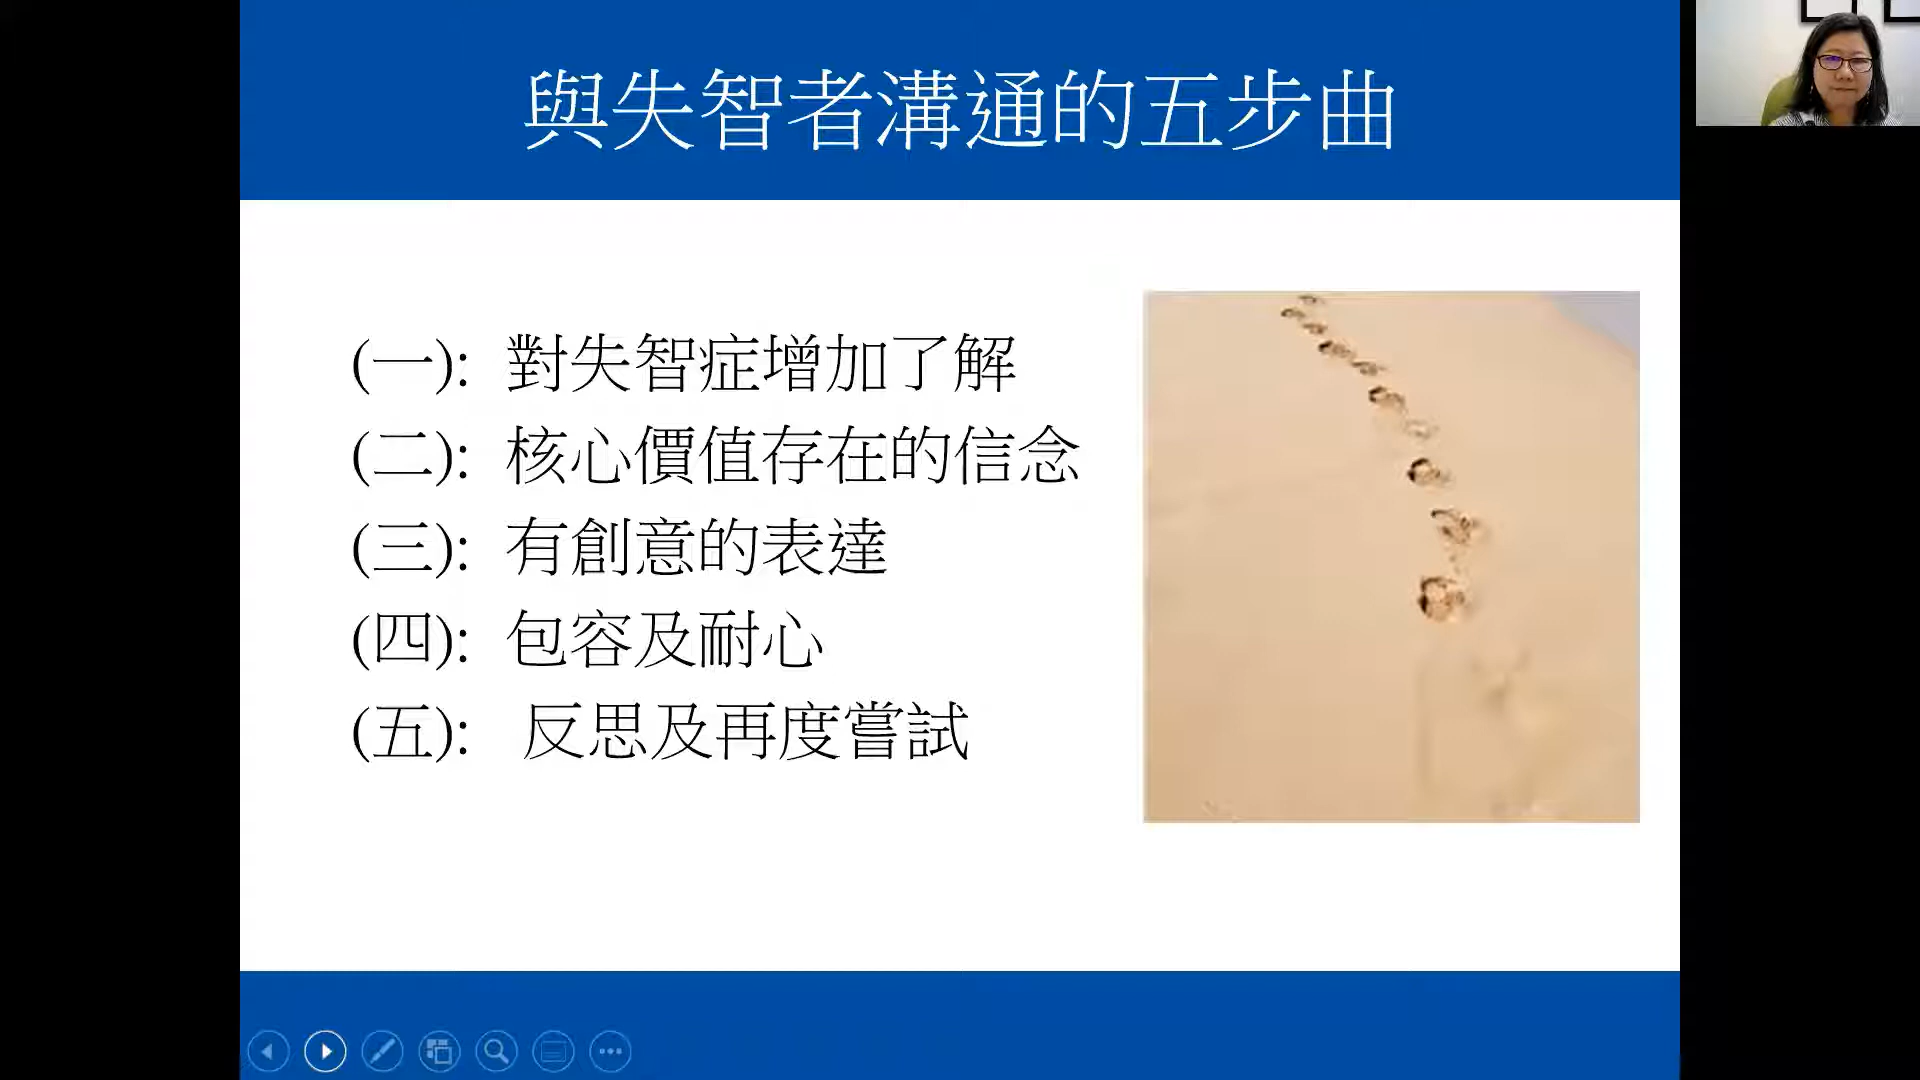 與失智者溝通的五步曲
(一): 對失智症增加了解
(二): 核心價值存在的信念
(三): 有創意的表達
(四): 包容及耐心
(五): 反思及再度嘗試